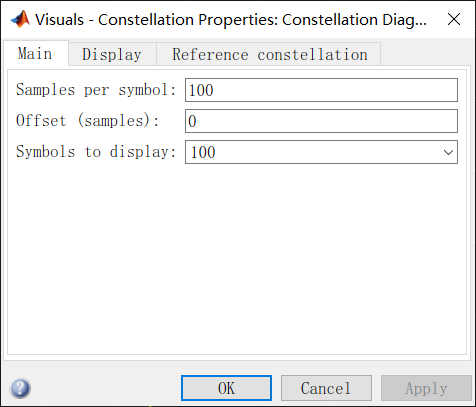 Visuals - Constellation Properties: Constellation Diag...
Main Display Reference constellation
Samples per symbol: 100
Offset (samples): 0
Symbols to display: 100
? OK Cancel Apply